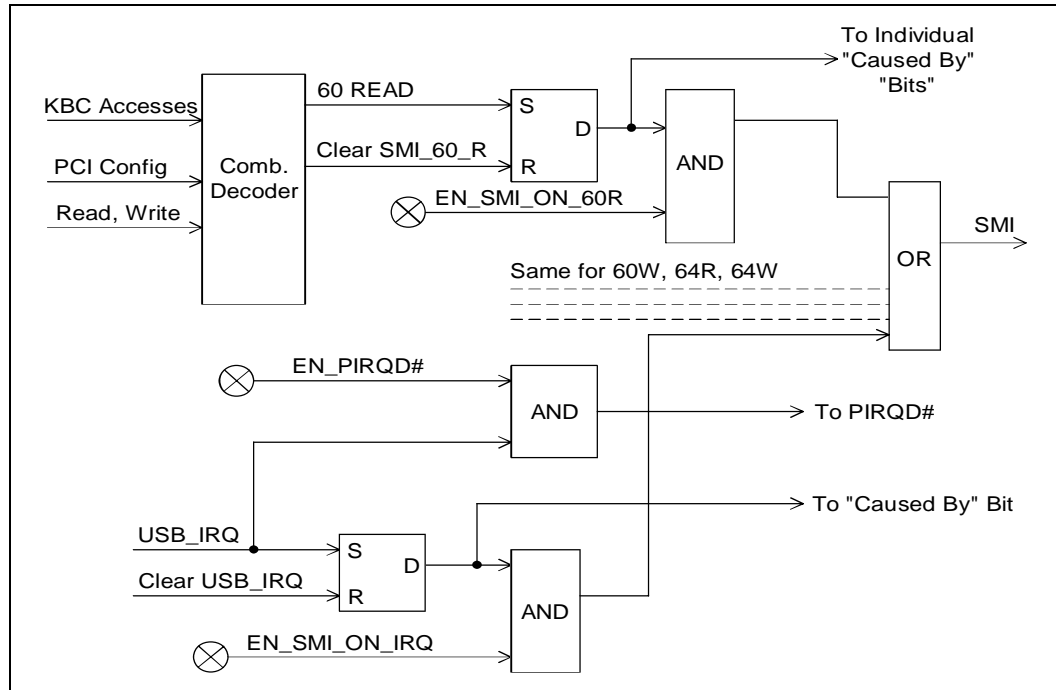 To Individual
"Caused By"
"Bits"
KBC Accesses
60 READ
S
D
R
PCI Config
Comb.
Decoder
Clear SMI_60_R
AND
Read, Write
EN_SMI_ON_60R
SMI
OR
Same for 60W, 64R, 64W
EN_PIRQD#
AND
To PIRQD#
To "Caused By" Bit
USB_IRQ
S
D
R
Clear USB_IRQ
AND
EN_SMI_ON_IRQ